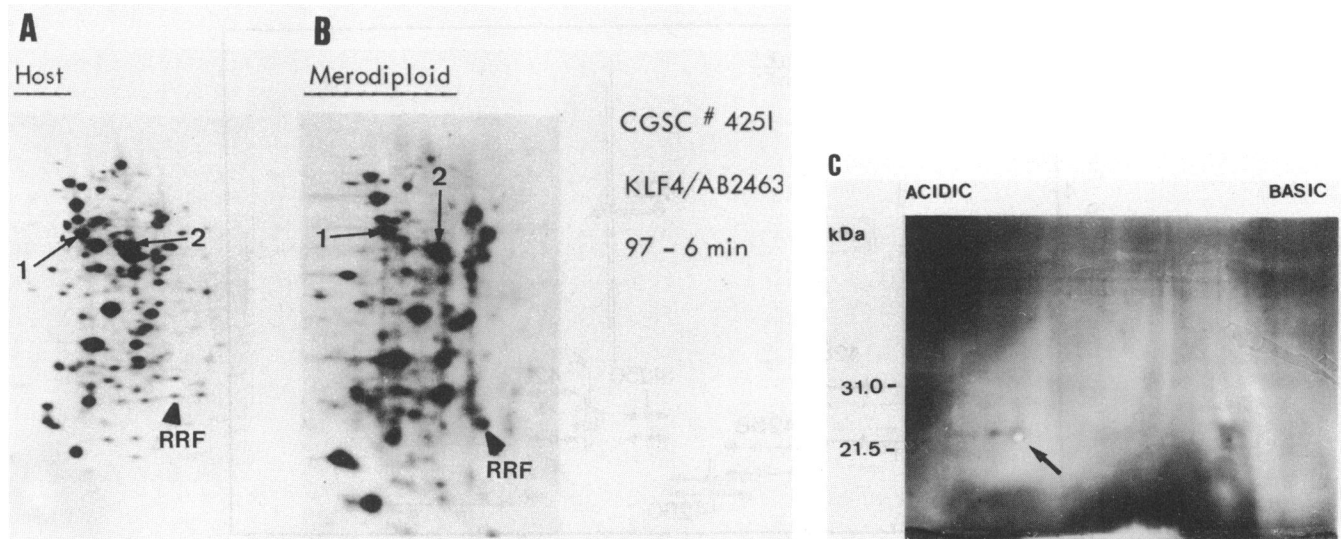 A
Host
1
2
RRF
B
Merodiploid
2
1
RRF
CGSC # 4251
KLF4/AB2463
97 - 6 min
C
ACIDIC BASIC
kDa
31.0 -
21.5 -